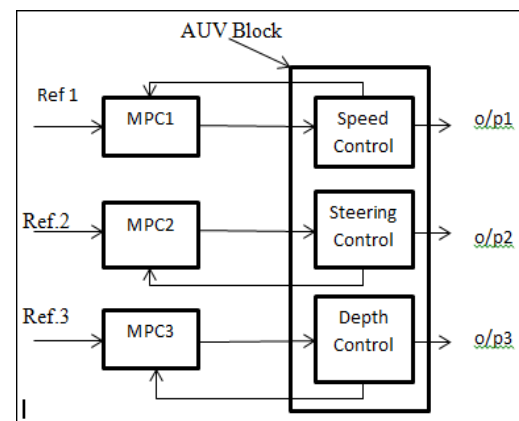 AUV Block
Ref 1
MPC1
Speed
Control
o/p1
Ref.2
MPC2
Steering
Control
o/p2
Ref.3
MPC3
Depth
Control
o/p3